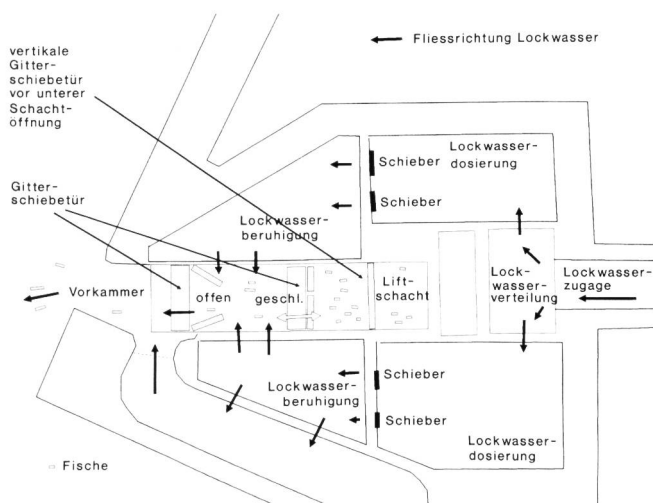 vertikale
Gitter-
schiebetür
vor unterer
Schacht-
öffnung
Fliessrichtung Lockwasser
Lockwasser-
dosierung
Schieber
Schieber
Gitter-
schiebetür
Lockwasser-
beruhigung
Vorkammer
offen
geschl.
Lift-
schacht
Lock-
wasser-
verteilung
Lockwasser-
zugage
Schieber
Lockwasser-
beruhigung
Schieber
Lockwasser-
dosierung
Fische